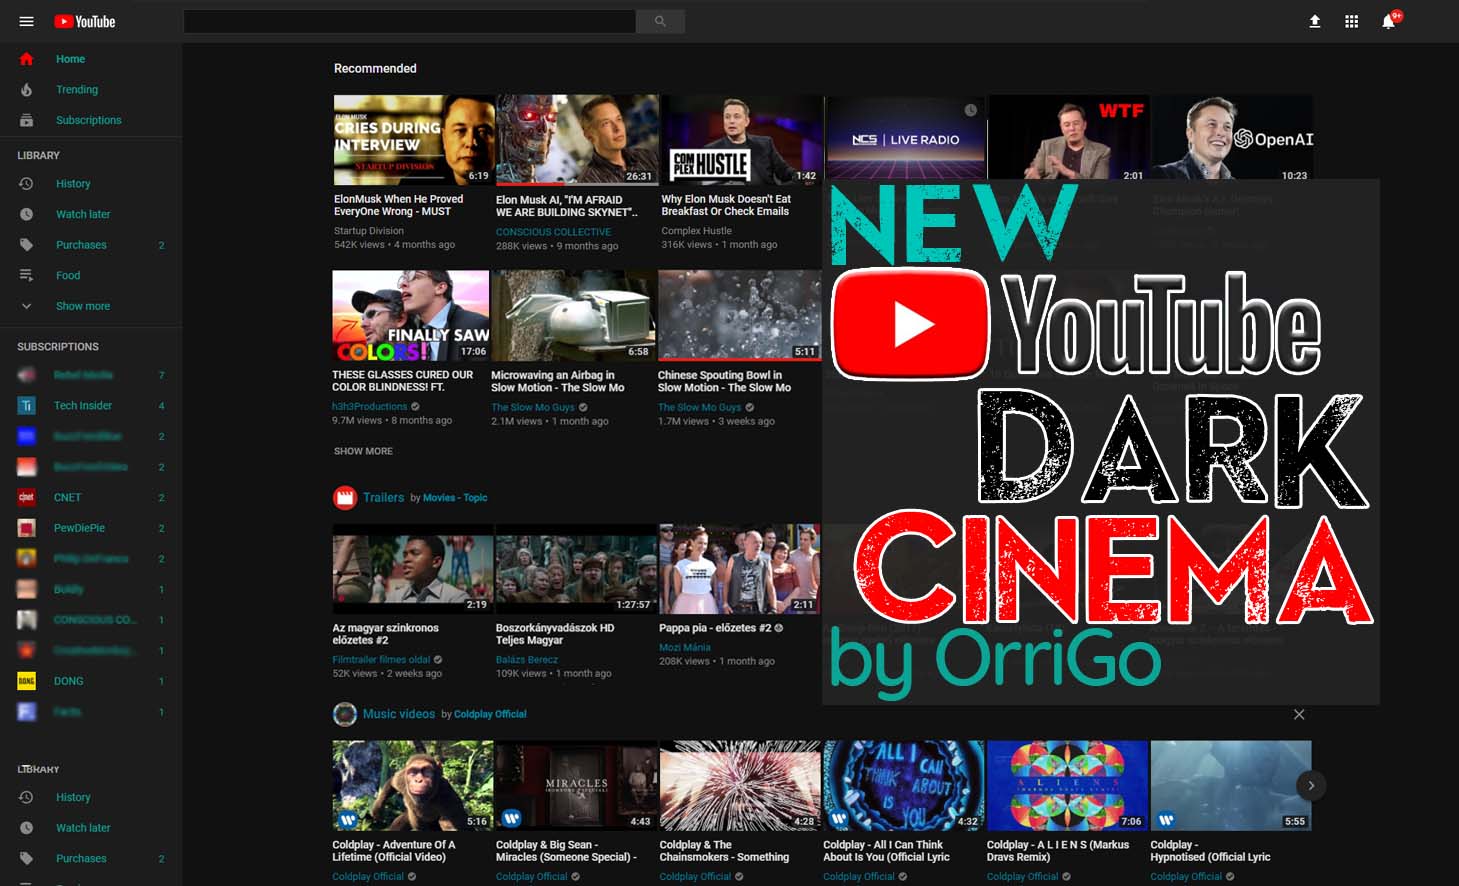 YouTube
9+
Home
Trending
Subscriptions
LIBRARY
History
Watch later
Purchases 2
Food
Show more
SUBSCRIPTIONS
7
Tech Insider 4
2
2
CNET 2
PewDiePie 2
2
1
CONSCIOUS CO... 1
1
DONG 1
1
LIBRARY
History
Watch later
Purchases 2
Recommended
ELON MUSK
CRIES DURING
INTERVIEW
STARTUP DIVISION
6:19
ElonMusk When He Proved
EveryOne Wrong - MUST
Startup Division
542K views • 4 months ago
26:31
Elon Musk AI, "I'M AFRAID
WE ARE BUILDING SKYNET"..
CONSCIOUS COLLECTIVE
288K views • 9 months ago
COMPLEX HUSTLE
1:42
Why Elon Musk Doesn't Eat
Breakfast Or Check Emails
Complex Hustle
316K views • 1 month ago
NCS | LIVE RADIO
WTF
2:01
OpenAI
10:23
FINALLY SAW
COLORS!
17:06
THESE GLASSES CURED OUR
COLOR BLINDNESS! FT.
h3h3Productions
9.7M views • 8 months ago
6:58
Microwaving an Airbag in
Slow Motion - The Slow Mo
The Slow Mo Guys
2.1M views • 1 month ago
5:11
Chinese Spouting Bowl in
Slow Motion - The Slow Mo
The Slow Mo Guys
1.7M views • 3 weeks ago
SHOW MORE
NEW
YouTube
DARK
CINEMA
by OrriGo
Trailers by Movies - Topic
2:19
Az magyar szinkronos
előzetes #2
Filmtrailer filmes oldal
52K views • 2 weeks ago
1:27:57
Boszorkányvadászok HD
Teljes Magyar
Balázs Berecz
109K views • 1 month ago
2:11
Pappa pia - előzetes #2
Mozi Mánia
208K views • 1 month ago
Music videos by Coldplay Official
5:16
Coldplay - Adventure Of A
Lifetime (Official Video)
Coldplay Official
MIRACLES
4:43
Coldplay & Big Sean -
Miracles (Someone Special) -
Coldplay Official
4:28
Coldplay & The
Chainsmokers - Something
Coldplay Official
ALL I CAN
THINK ABOUT
IS YOU
4:32
Coldplay - All I Can Think
About Is You (Official Lyric
Coldplay Official
ALIENS
7:06
Coldplay - A L I E N S (Markus
Dravs Remix)
Coldplay Official
5:55
Coldplay -
Hypnotised (Official Lyric
Coldplay Official